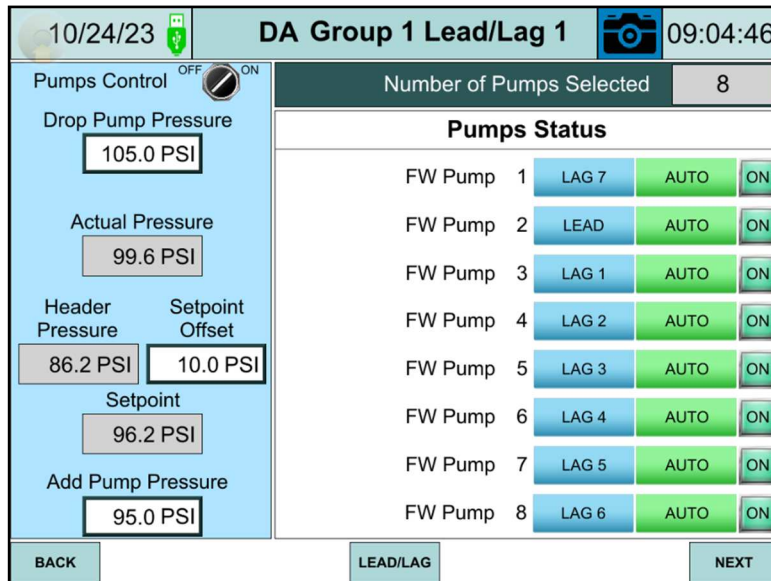 10/24/23 DA Group 1 Lead/Lag 1 09:04:46
Pumps Control OFF ON
Drop Pump Pressure
105.0 PSI
Actual Pressure
99.6 PSI
Header Pressure
86.2 PSI
Setpoint Offset
10.0 PSI
Setpoint
96.2 PSI
Add Pump Pressure
95.0 PSI
Number of Pumps Selected 8
Pumps Status
FW Pump 1 LAG 7 AUTO ON
FW Pump 2 LEAD AUTO ON
FW Pump 3 LAG 1 AUTO ON
FW Pump 4 LAG 2 AUTO ON
FW Pump 5 LAG 3 AUTO ON
FW Pump 6 LAG 4 AUTO ON
FW Pump 7 LAG 5 AUTO ON
FW Pump 8 LAG 6 AUTO ON
BACK LEAD/LAG NEXT